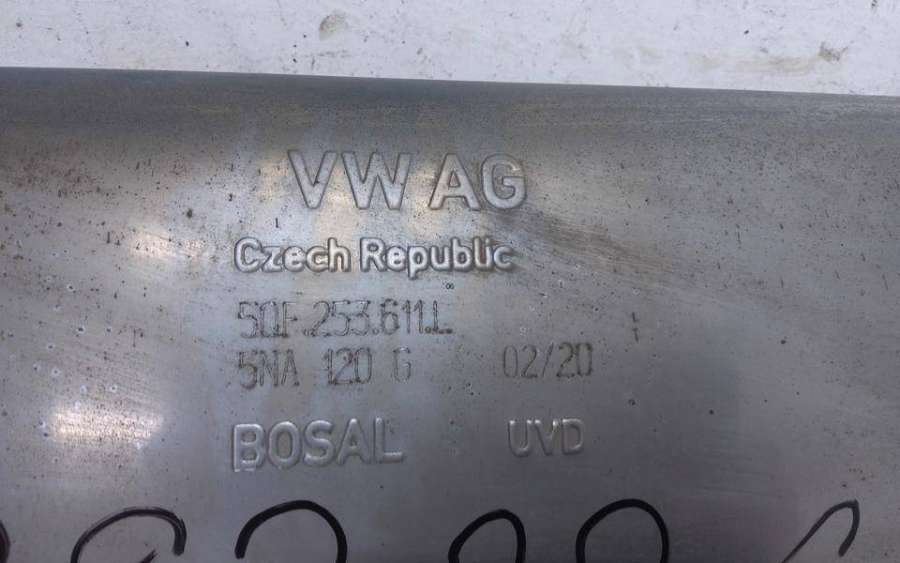 VW AG
Czech Republic
5QF.253.611.L
5NA 120 G 02/20
BOSAL UVD